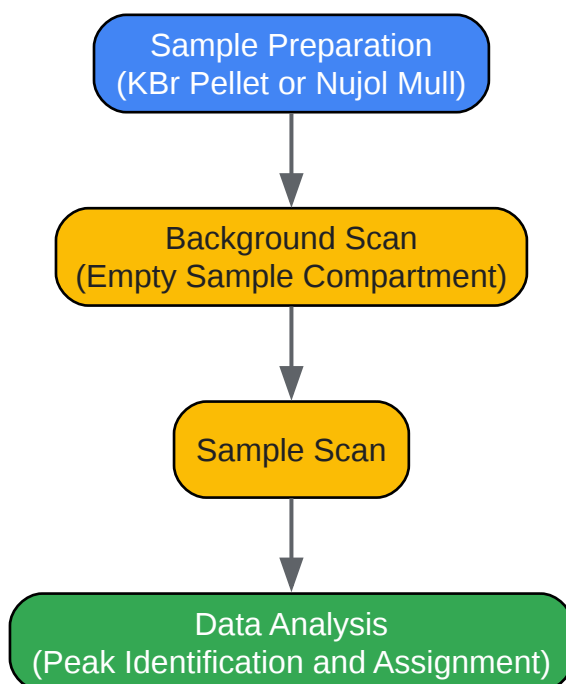 Sample Preparation
(KBr Pellet or Nujol Mull)
Background Scan
(Empty Sample Compartment)
Sample Scan
Data Analysis
(Peak Identification and Assignment)